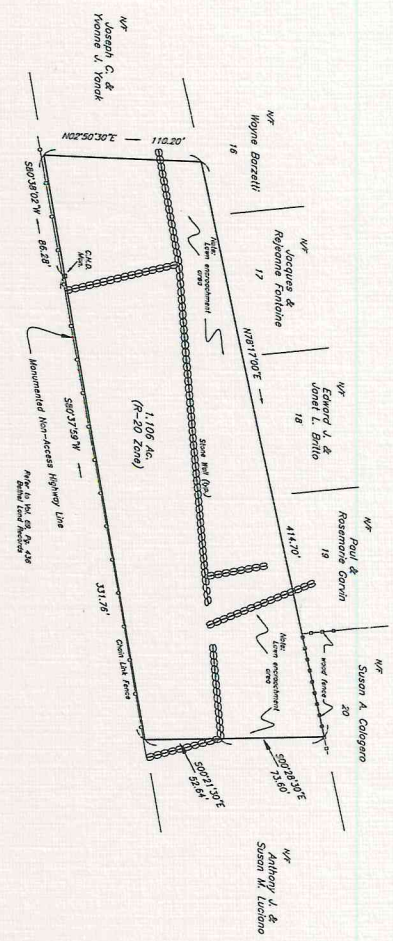 N/F
Joseph C. &
Yvonne J. Yonak
N/F
Wayne Barzetti
16
N/F
Jacques &
Rejeanne Fontaine
17
N/F
Edward J. &
Janet L. Britto
18
N/F
Paul &
Rosemarie Garvin
19
N/F
Susan A. Calogero
20
N/F
Anthony J. &
Susan M. Luciano
N02°50'30"E
110.20'
N78°17'00"E
414.70'
wood fence
Note:
Lawn encroachment
area
Note:
Lawn encroachment
area
Stone Wall (typ.)
1.106 Ac.
(R-20 Zone)
S00°28'30"E
73.60'
S00°21'30"E
52.64'
S80°38'02"W
86.28'
C.H.D.
Mon.
S80°37'59"W
331.76'
Chain Link Fence
Monumented Non-Access Highway Line
Refer to Vol. 69, Pg. 436
Bethel Land Records